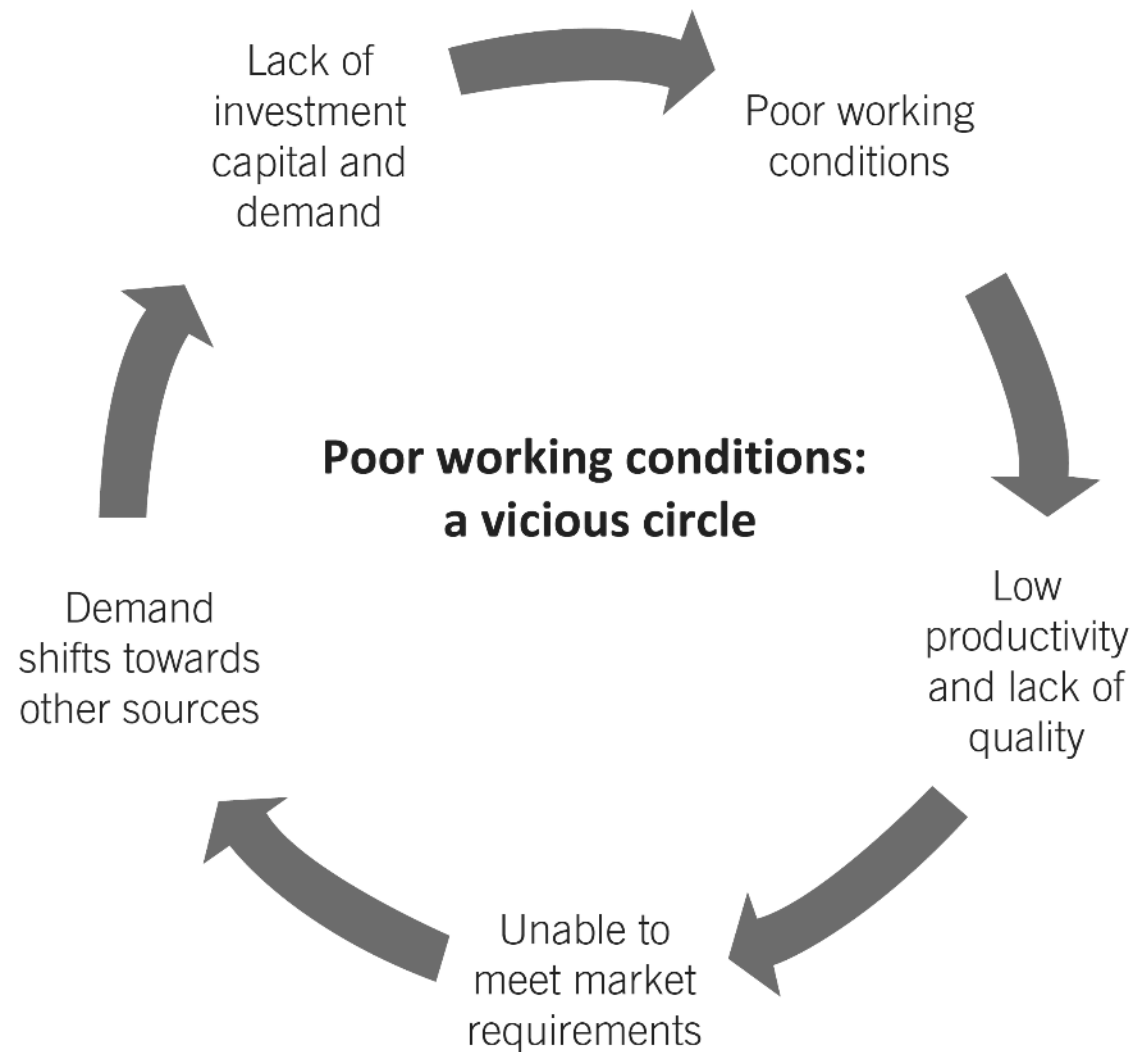 Lack of
investment
capital and
demand
Poor working
conditions
Poor working conditions:
a vicious circle
Low
productivity
and lack of
quality
Unable to
meet market
requirements
Demand
shifts towards
other sources